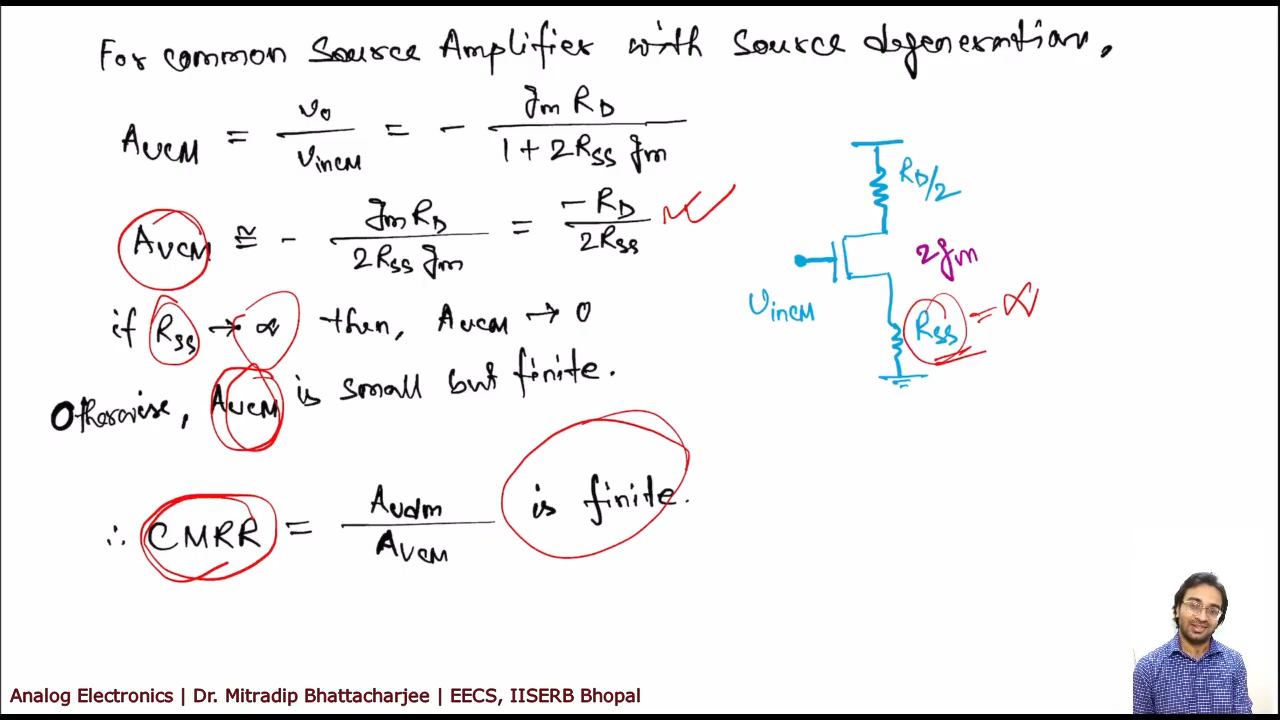 For common Source Amplifier with source degeneration,
AVCM = vo / vincM = - gm RD / 1 + 2RSS gm
AVCM ≅ - gm RD / 2RSS gm = - RD / 2RSS
if RSS → ∝ then, AVCM → 0
Otherwise, AVCM is small but finite.
∴ CMRR = AVdm / AVCM is finite.
RD/2
2gm
vincM
RSS = ∝
Analog Electronics | Dr. Mitradip Bhattacharjee | EECS, IISERB Bhopal